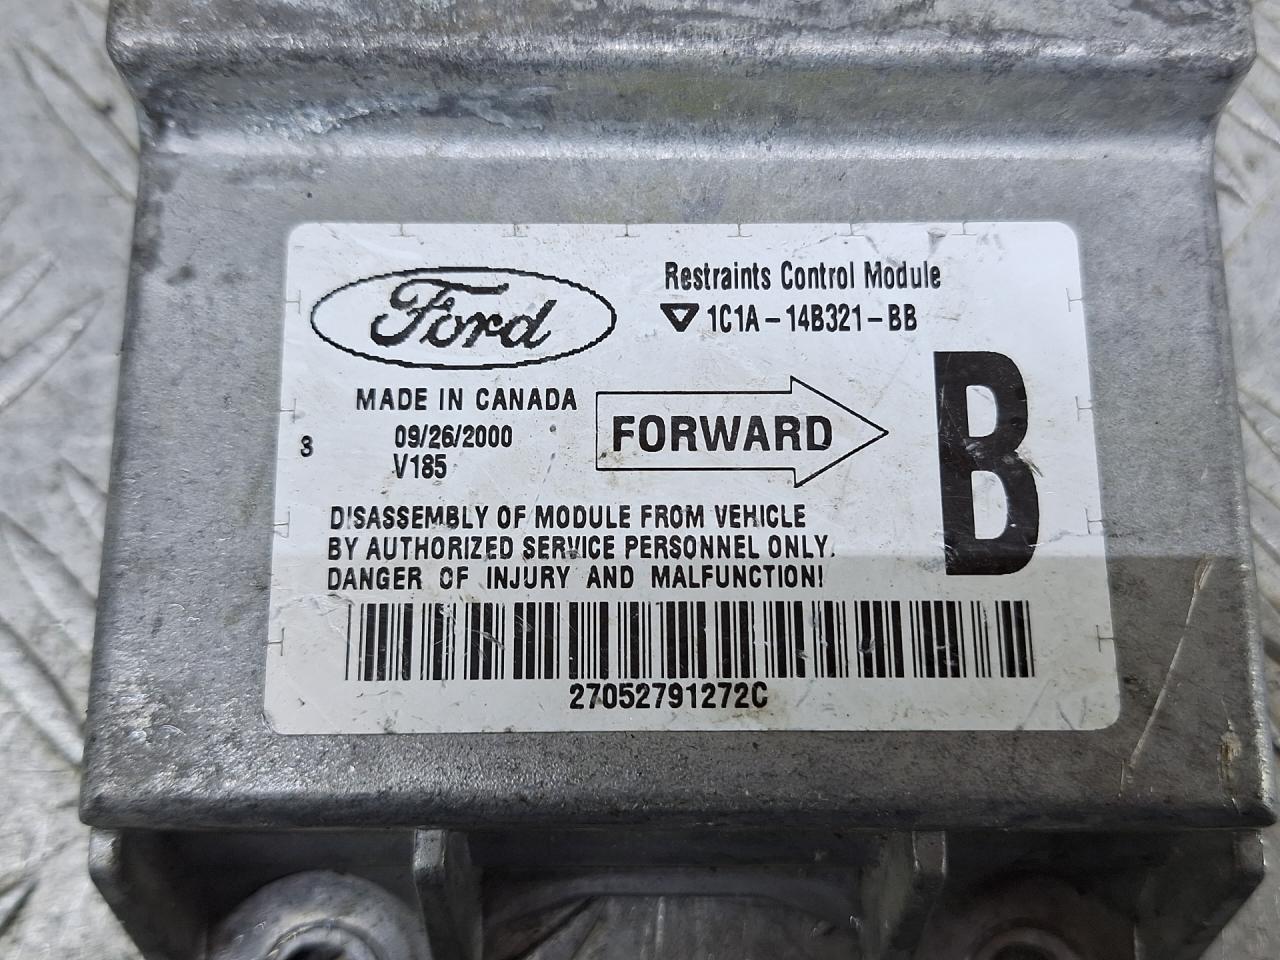 Ford
Restraints Control Module
1C1A-14B321-BB
MADE IN CANADA
3 09/26/2000
V185
FORWARD
B
DISASSEMBLY OF MODULE FROM VEHICLE
BY AUTHORIZED SERVICE PERSONNEL ONLY.
DANGER OF INJURY AND MALFUNCTION!
27052791272C